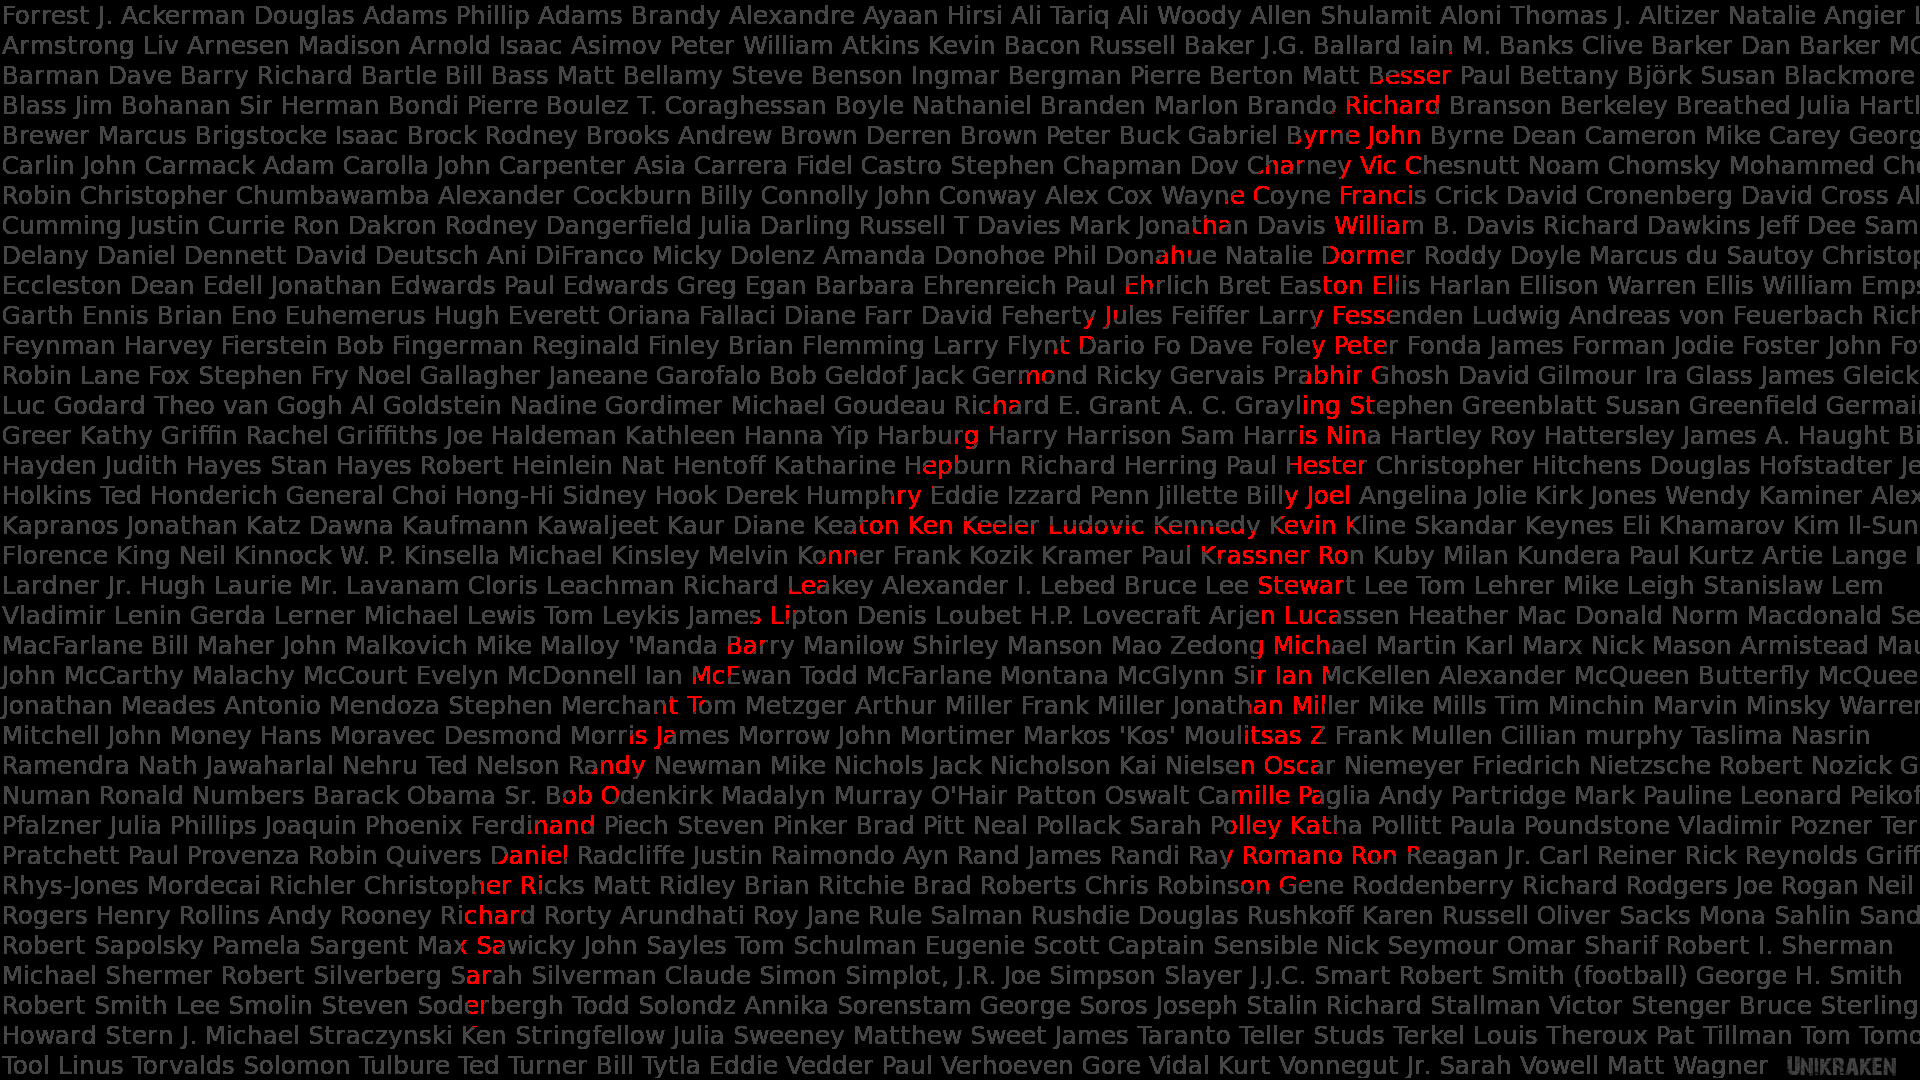 Forrest J. Ackerman Douglas Adams Phillip Adams Brandy Alexandre Ayaan Hirsi Ali Tariq Ali Woody Allen Shulamit Aloni Thomas J. Altizer Natalie Angier
Armstrong Liv Arnesen Madison Arnold Isaac Asimov Peter William Atkins Kevin Bacon Russell Baker J.G. Ballard Iain M. Banks Clive Barker Dan Barker MC
Barman Dave Barry Richard Bartle Bill Bass Matt Bellamy Steve Benson Ingmar Bergman Pierre Berton Matt Besser Paul Bettany Björk Susan Blackmore
Blass Jim Bohanan Sir Herman Bondi Pierre Boulez T. Coraghessan Boyle Nathaniel Branden Marlon Brando Richard Branson Berkeley Breathed Julia Hartl
Brewer Marcus Brigstocke Isaac Brock Rodney Brooks Andrew Brown Derren Brown Peter Buck Gabriel Byrne John Byrne Dean Cameron Mike Carey Georg
Carlin John Carmack Adam Carolla John Carpenter Asia Carrera Fidel Castro Stephen Chapman Dov Charney Vic Chesnutt Noam Chomsky Mohammed Cho
Robin Christopher Chumbawamba Alexander Cockburn Billy Connolly John Conway Alex Cox Wayne Coyne Francis Crick David Cronenberg David Cross Al
Cumming Justin Currie Ron Dakron Rodney Dangerfield Julia Darling Russell T Davies Mark Jonathan Davis William B. Davis Richard Dawkins Jeff Dee Sam
Delany Daniel Dennett David Deutsch Ani DiFranco Micky Dolenz Amanda Donohoe Phil Donahue Natalie Dormer Roddy Doyle Marcus du Sautoy Christop
Eccleston Dean Edell Jonathan Edwards Paul Edwards Greg Egan Barbara Ehrenreich Paul Ehrlich Bret Easton Ellis Harlan Ellison Warren Ellis William Emps
Garth Ennis Brian Eno Euhemerus Hugh Everett Oriana Fallaci Diane Farr David Feherty Jules Feiffer Larry Fessenden Ludwig Andreas von Feuerbach Rich
Feynman Harvey Fierstein Bob Fingerman Reginald Finley Brian Flemming Larry Flynt Dario Fo Dave Foley Peter Fonda James Forman Jodie Foster John Fo
Robin Lane Fox Stephen Fry Noel Gallagher Janeane Garofalo Bob Geldof Jack Germond Ricky Gervais Prabhir Ghosh David Gilmour Ira Glass James Gleick
Luc Godard Theo van Gogh Al Goldstein Nadine Gordimer Michael Goudeau Richard E. Grant A. C. Grayling Stephen Greenblatt Susan Greenfield Germai
Greer Kathy Griffin Rachel Griffiths Joe Haldeman Kathleen Hanna Yip Harburg Harry Harrison Sam Harris Nina Hartley Roy Hattersley James A. Haught Bi
Hayden Judith Hayes Stan Hayes Robert Heinlein Nat Hentoff Katharine Hepburn Richard Herring Paul Hester Christopher Hitchens Douglas Hofstadter Je
Holkins Ted Honderich General Choi Hong-Hi Sidney Hook Derek Humphry Eddie Izzard Penn Jillette Billy Joel Angelina Jolie Kirk Jones Wendy Kaminer Alex
Kapranos Jonathan Katz Dawna Kaufmann Kawaljeet Kaur Diane Keaton Ken Keeler Ludovic Kennedy Kevin Kline Skandar Keynes Eli Khamarov Kim Il-Sun
Florence King Neil Kinnock W. P. Kinsella Michael Kinsley Melvin Konner Frank Kozik Kramer Paul Krassner Ron Kuby Milan Kundera Paul Kurtz Artie Lange
Lardner Jr. Hugh Laurie Mr. Lavanam Cloris Leachman Richard Leakey Alexander I. Lebed Bruce Lee Stewart Lee Tom Lehrer Mike Leigh Stanislaw Lem
Vladimir Lenin Gerda Lerner Michael Lewis Tom Leykis James Lipton Denis Loubet H.P. Lovecraft Arjen Lucassen Heather Mac Donald Norm Macdonald Se
MacFarlane Bill Maher John Malkovich Mike Malloy 'Manda Barry Manilow Shirley Manson Mao Zedong Michael Martin Karl Marx Nick Mason Armistead Mau
John McCarthy Malachy McCourt Evelyn McDonnell Ian McEwan Todd McFarlane Montana McGlynn Sir Ian McKellen Alexander McQueen Butterfly McQuee
Jonathan Meades Antonio Mendoza Stephen Merchant Tom Metzger Arthur Miller Frank Miller Jonathan Miller Mike Mills Tim Minchin Marvin Minsky Warren
Mitchell John Money Hans Moravec Desmond Morris James Morrow John Mortimer Markos 'Kos' Moulitsas Z Frank Mullen Cillian murphy Taslima Nasrin
Ramendra Nath Jawaharlal Nehru Ted Nelson Randy Newman Mike Nichols Jack Nicholson Kai Nielsen Oscar Niemeyer Friedrich Nietzsche Robert Nozick G
Numan Ronald Numbers Barack Obama Sr. Bob Odenkirk Madalyn Murray O'Hair Patton Oswalt Camille Paglia Andy Partridge Mark Pauline Leonard Peikof
Pfalzner Julia Phillips Joaquin Phoenix Ferdinand Piech Steven Pinker Brad Pitt Neal Pollack Sarah Polley Katha Pollitt Paula Poundstone Vladimir Pozner Ter
Pratchett Paul Provenza Robin Quivers Daniel Radcliffe Justin Raimondo Ayn Rand James Randi Ray Romano Ron Reagan Jr. Carl Reiner Rick Reynolds Griff
Rhys-Jones Mordecai Richler Christopher Ricks Matt Ridley Brian Ritchie Brad Roberts Chris Robinson Gene Roddenberry Richard Rodgers Joe Rogan Neil
Rogers Henry Rollins Andy Rooney Richard Rorty Arundhati Roy Jane Rule Salman Rushdie Douglas Rushkoff Karen Russell Oliver Sacks Mona Sahlin Sand
Robert Sapolsky Pamela Sargent Max Sawicky John Sayles Tom Schulman Eugenie Scott Captain Sensible Nick Seymour Omar Sharif Robert I. Sherman
Michael Shermer Robert Silverberg Sarah Silverman Claude Simon Simplot, J.R. Joe Simpson Slayer J.J.C. Smart Robert Smith (football) George H. Smith
Robert Smith Lee Smolin Steven Soderbergh Todd Solondz Annika Sorenstam George Soros Joseph Stalin Richard Stallman Victor Stenger Bruce Sterling
Howard Stern J. Michael Straczynski Ken Stringfellow Julia Sweeney Matthew Sweet James Taranto Teller Studs Terkel Louis Theroux Pat Tillman Tom Tomo
Tool Linus Torvalds Solomon Tulbure Ted Turner Bill Tytla Eddie Vedder Paul Verhoeven Gore Vidal Kurt Vonnegut Jr. Sarah Vowell Matt Wagner UNIKRAKEN